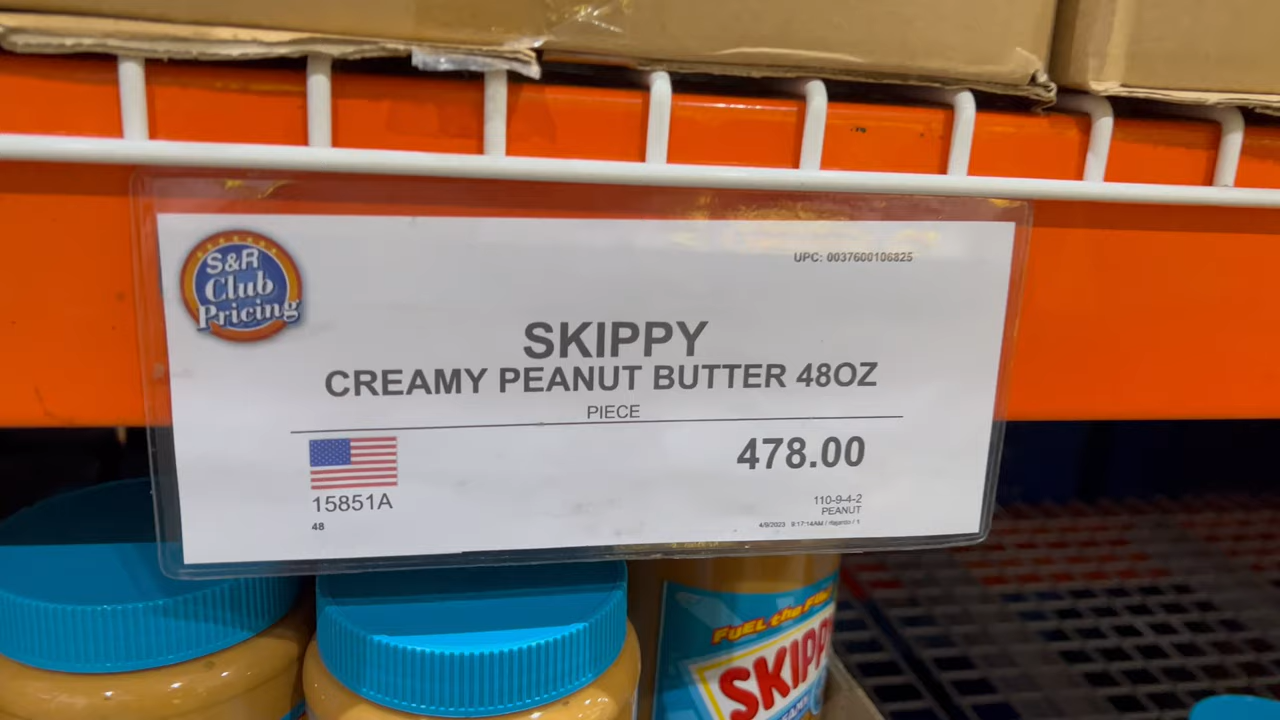 S&R
Club
Pricing
UPC: 0037600106825
SKIPPY
CREAMY PEANUT BUTTER 48OZ
PIECE
478.00
15851A
48
110-9-4-2
PEANUT
FUEL the
SKIPP